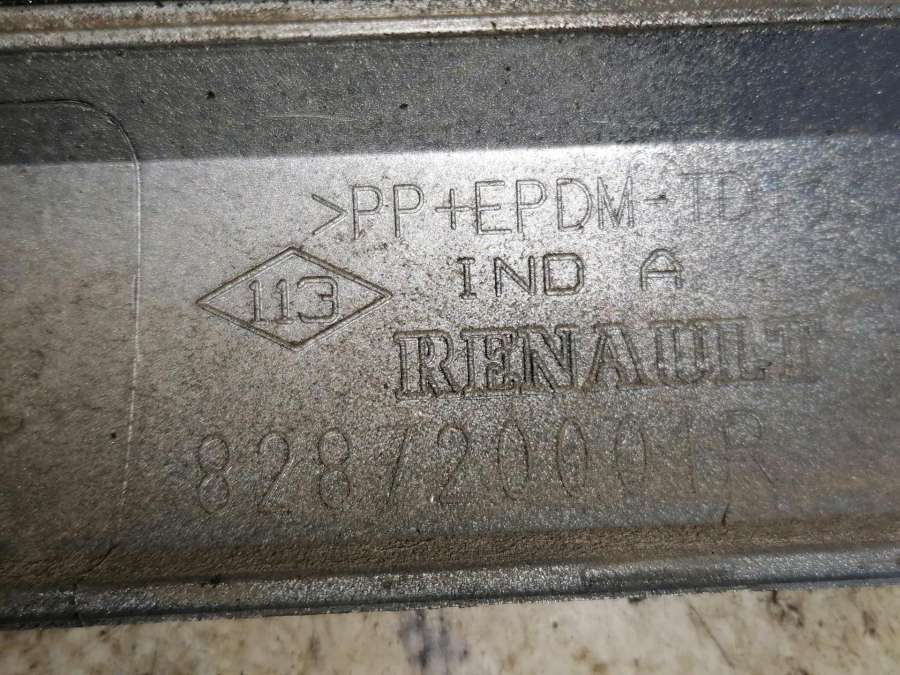 >PP+EPDM-TD
113
IND A
RENAULT
828720001R